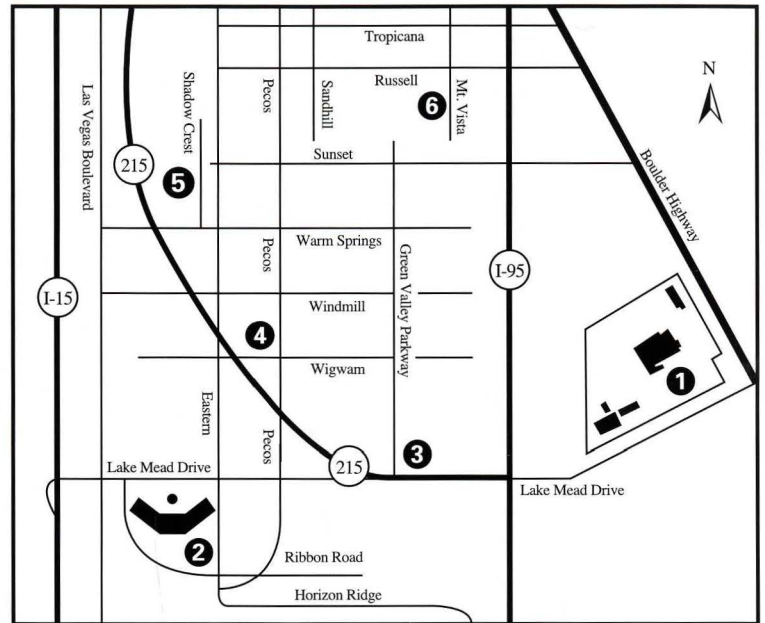 Tropicana
Russell
N
Las Vegas Boulevard
Shadow Crest
Pecos
Sandhill
6
Mt. Vista
Sunset
215
5
Boulder Highway
Warm Springs
Pecos
Green Valley Parkway
I-95
I-15
Windmill
4
Wigwam
1
Eastern
Pecos
3
215
Lake Mead Drive
Lake Mead Drive
2
Ribbon Road
Horizon Ridge